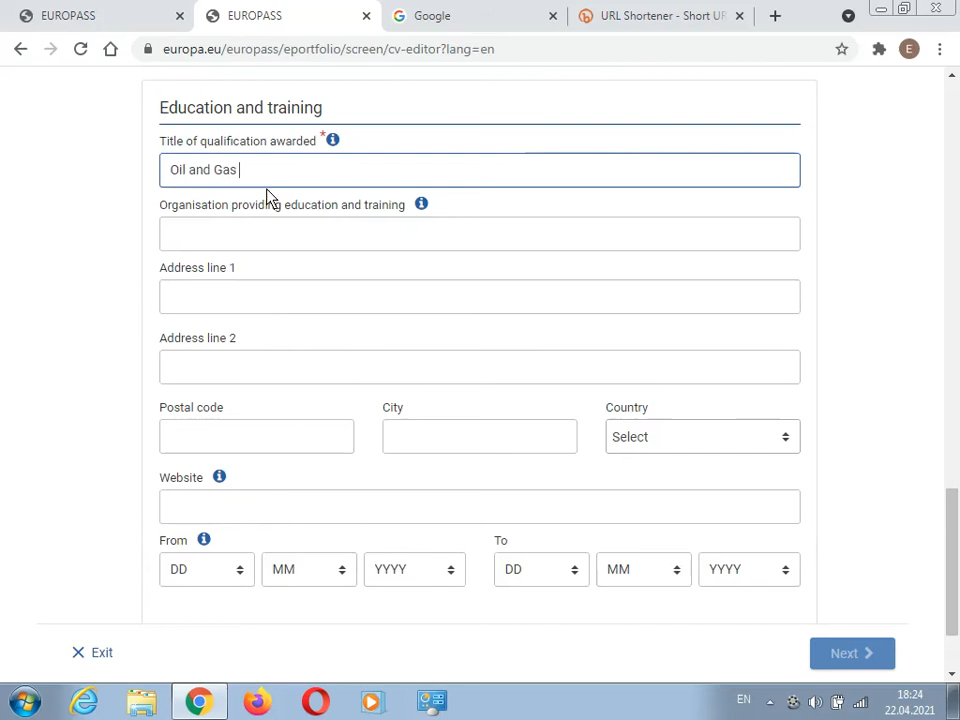 EUROPASS
EUROPASS
Google
URL Shortener - Short UR
europa.eu/europass/eportfolio/screen/cv-editor?lang=en
E
Education and training
Title of qualification awarded *
Oil and Gas
Organisation providing education and training
Address line 1
Address line 2
Postal code City Country
Select
Website
From To
DD MM YYYY DD MM YYYY
Exit Next
EN 18:24
22.04.2021